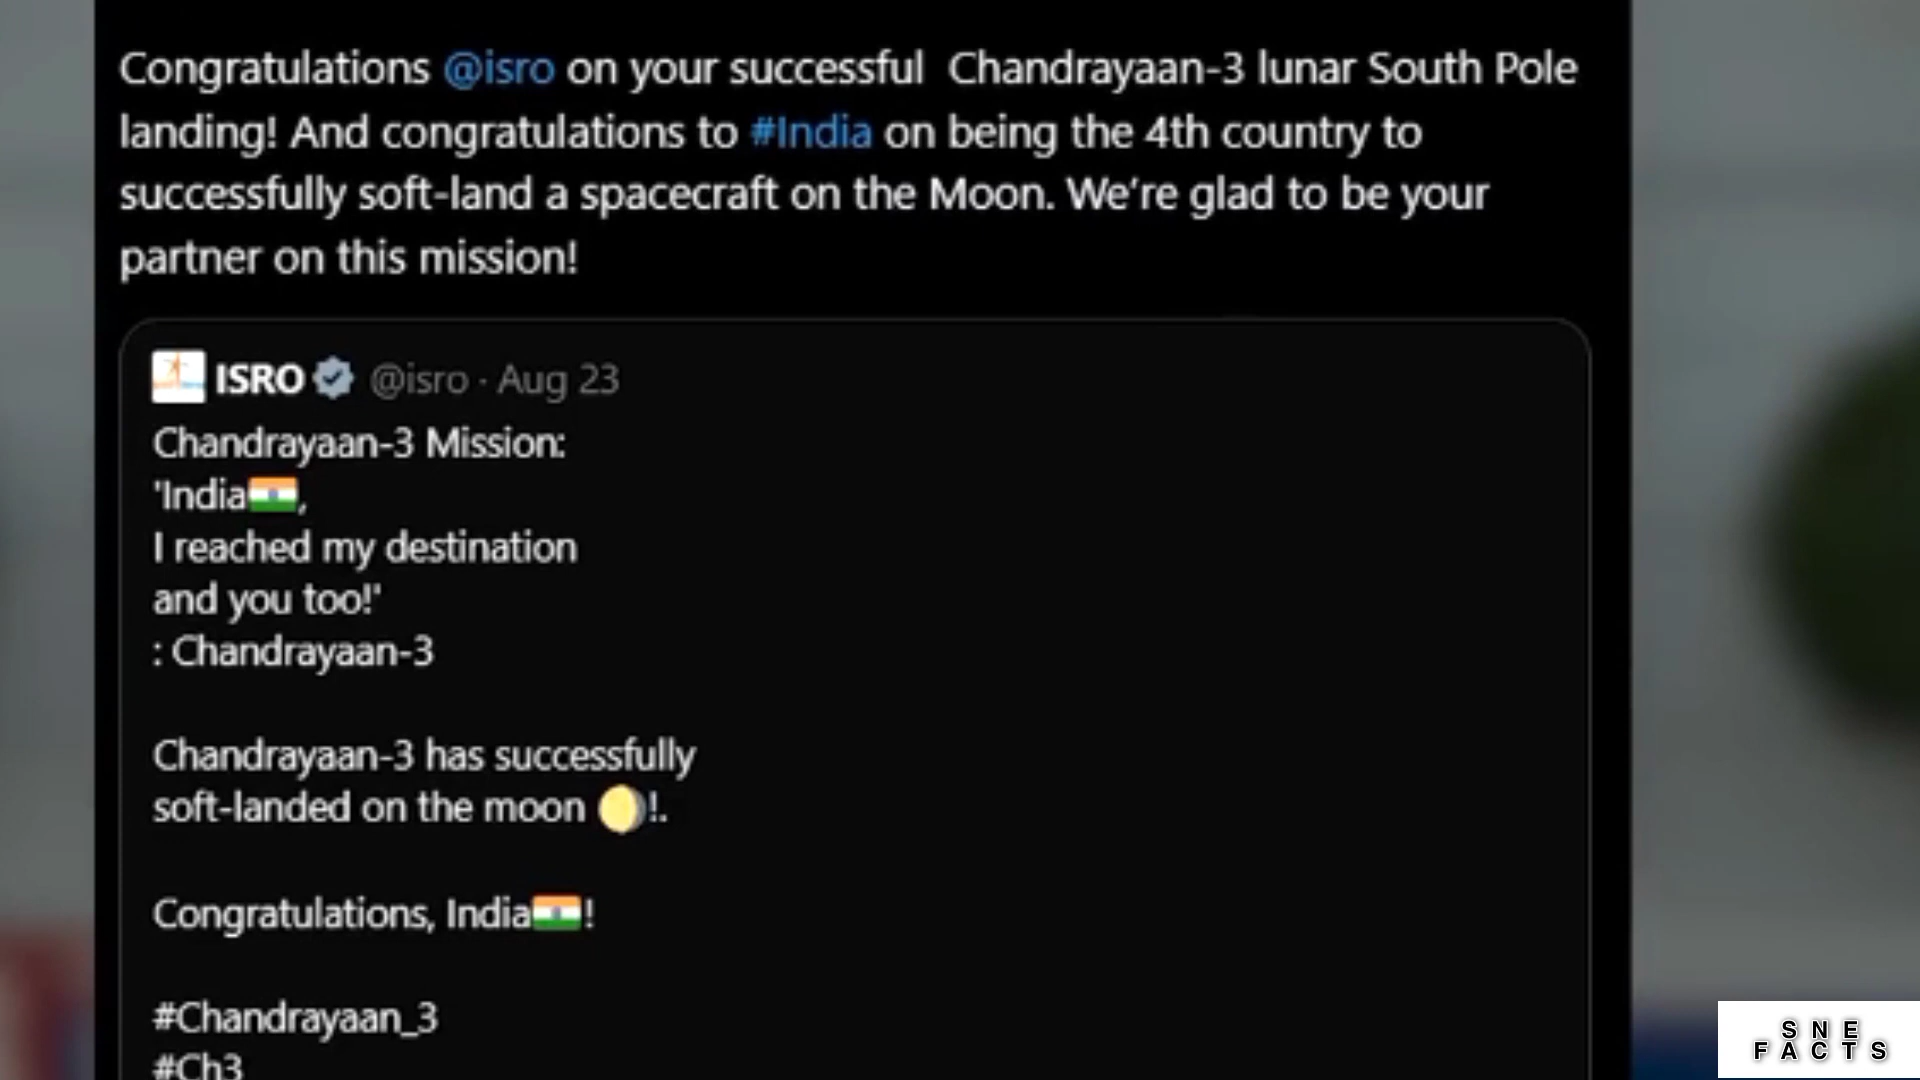 Congratulations @isro on your successful Chandrayaan-3 lunar South Pole
landing! And congratulations to #India on being the 4th country to
successfully soft-land a spacecraft on the Moon. We’re glad to be your
partner on this mission!
ISRO @isro · Aug 23
Chandrayaan-3 Mission:
'India🇮🇳,
I reached my destination
and you too!'
: Chandrayaan-3
Chandrayaan-3 has successfully
soft-landed on the moon 🌖!.
Congratulations, India🇮🇳!
#Chandrayaan_3
#Ch3
SNE
FACTS